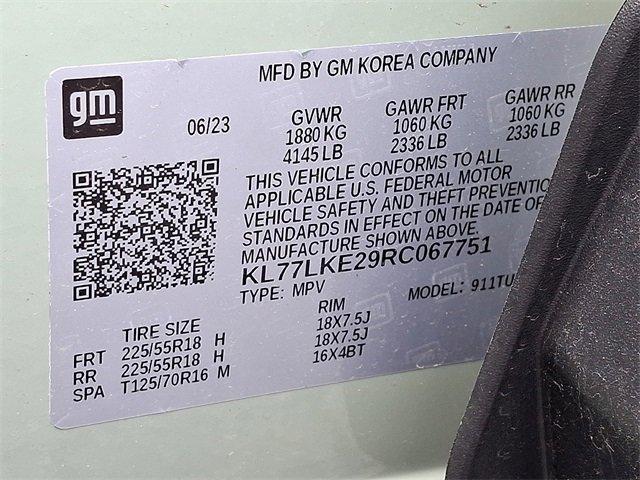 MFD BY GM KOREA COMPANY
gm
06/23
GVWR GAWR FRT GAWR RR
1880 KG 1060 KG 1060 KG
4145 LB 2336 LB 2336 LB
THIS VEHICLE CONFORMS TO ALL
APPLICABLE U.S. FEDERAL MOTOR
VEHICLE SAFETY AND THEFT PREVENTIO
STANDARDS IN EFFECT ON THE DATE OF
MANUFACTURE SHOWN ABOVE.
KL77LKE29RC067751
TYPE: MPV MODEL: 911TU
TIRE SIZE RIM
FRT 225/55R18 H 18X7.5J
RR 225/55R18 H 18X7.5J
SPA T125/70R16 M 16X4BT